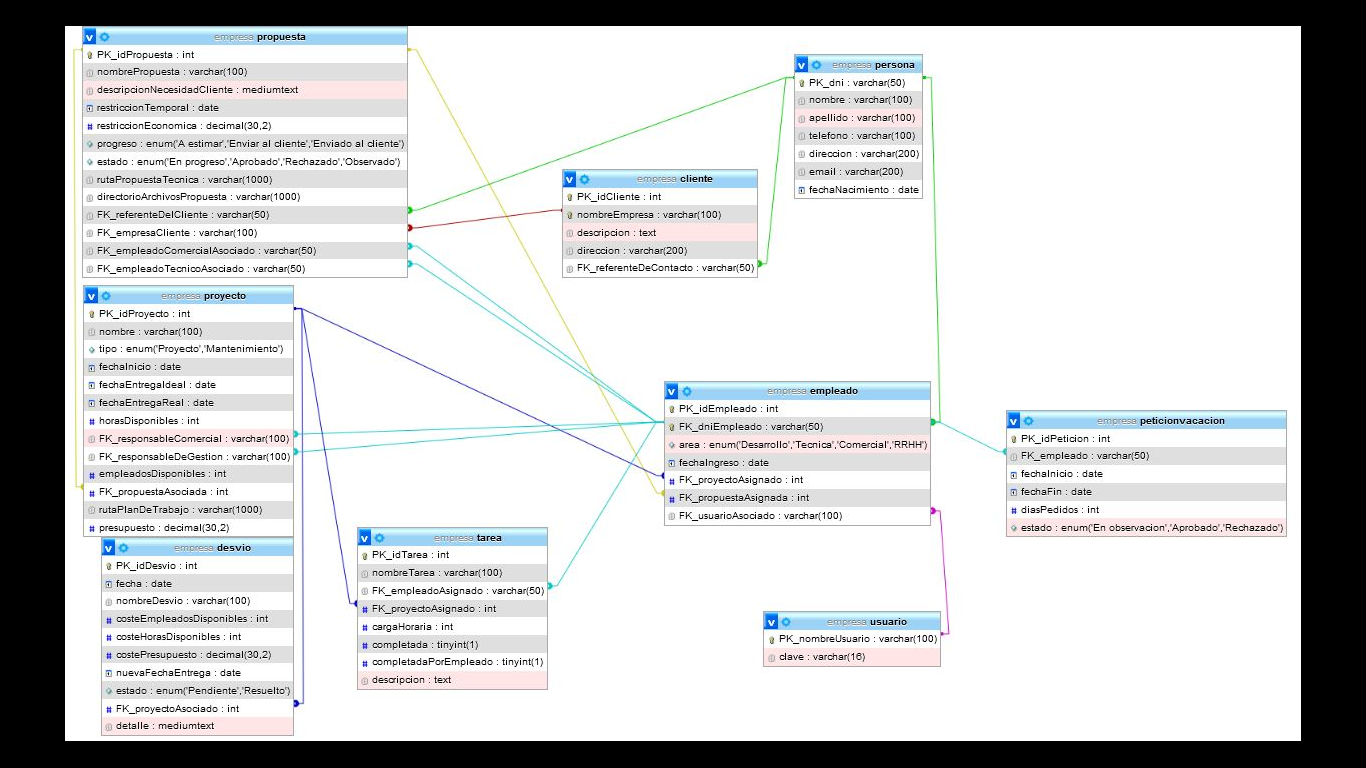 empresa propuesta
PK_idPropuesta : int
nombrePropuesta : varchar(100)
descripcionNecesidadCliente : mediumtext
restriccionTemporal : date
restriccionEconomica : decimal(30,2)
progreso : enum('A estimar','Enviar al cliente','Enviado al cliente')
estado : enum('En progreso','Aprobado','Rechazado','Observado')
rutaPropuestaTecnica : varchar(1000)
directorioArchivosPropuesta : varchar(1000)
FK_referenteDelCliente : varchar(50)
FK_empresaCliente : varchar(100)
FK_empleadoComercialAsociado : varchar(50)
FK_empleadoTecnicoAsociado : varchar(50)
empresa persona
PK_dni : varchar(50)
nombre : varchar(100)
apellido : varchar(100)
telefono : varchar(100)
direccion : varchar(200)
email : varchar(200)
fechaNacimiento : date
empresa cliente
PK_idCliente : int
nombreEmpresa : varchar(100)
descripcion : text
direccion : varchar(200)
FK_referenteDeContacto : varchar(50)
empresa proyecto
PK_idProyecto : int
nombre : varchar(100)
tipo : enum('Proyecto','Mantenimiento')
fechaInicio : date
fechaEntregaIdeal : date
fechaEntregaReal : date
horasDisponibles : int
FK_responsableComercial : varchar(100)
FK_responsableDeGestion : varchar(100)
empleadosDisponibles : int
FK_propuestaAsociada : int
rutaPlanDeTrabajo : varchar(1000)
presupuesto : decimal(30,2)
empresa empleado
PK_idEmpleado : int
FK_dniEmpleado : varchar(50)
area : enum('Desarrollo','Tecnica','Comercial','RRHH')
fechaIngreso : date
FK_proyectoAsignado : int
FK_propuestaAsignada : int
FK_usuarioAsociado : varchar(100)
empresa peticionvacacion
PK_idPeticion : int
FK_empleado : varchar(50)
fechaInicio : date
fechaFin : date
diasPedidos : int
estado : enum('En observacion','Aprobado','Rechazado')
empresa desvio
PK_idDesvio : int
fecha : date
nombreDesvio : varchar(100)
costeEmpleadosDisponibles : int
costeHorasDisponibles : int
costePresupuesto : decimal(30,2)
nuevaFechaEntrega : date
estado : enum('Pendiente','Resuelto')
FK_proyectoAsociado : int
detalle : mediumtext
empresa tarea
PK_idTarea : int
nombreTarea : varchar(100)
FK_empleadoAsignado : varchar(50)
FK_proyectoAsignado : int
cargaHoraria : int
completada : tinyint(1)
completadaPorEmpleado : tinyint(1)
descripcion : text
empresa usuario
PK_nombreUsuario : varchar(100)
clave : varchar(16)